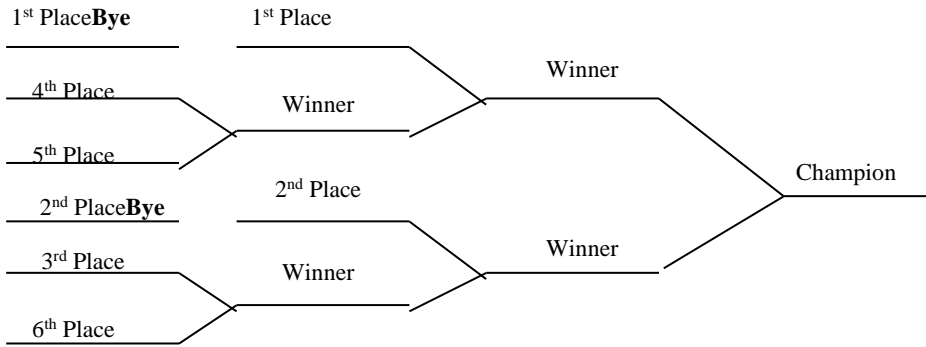 1st PlaceBye
1st Place
Winner
4th Place
Winner
5th Place
Champion
2nd PlaceBye
2nd Place
Winner
3rd Place
Winner
6th Place